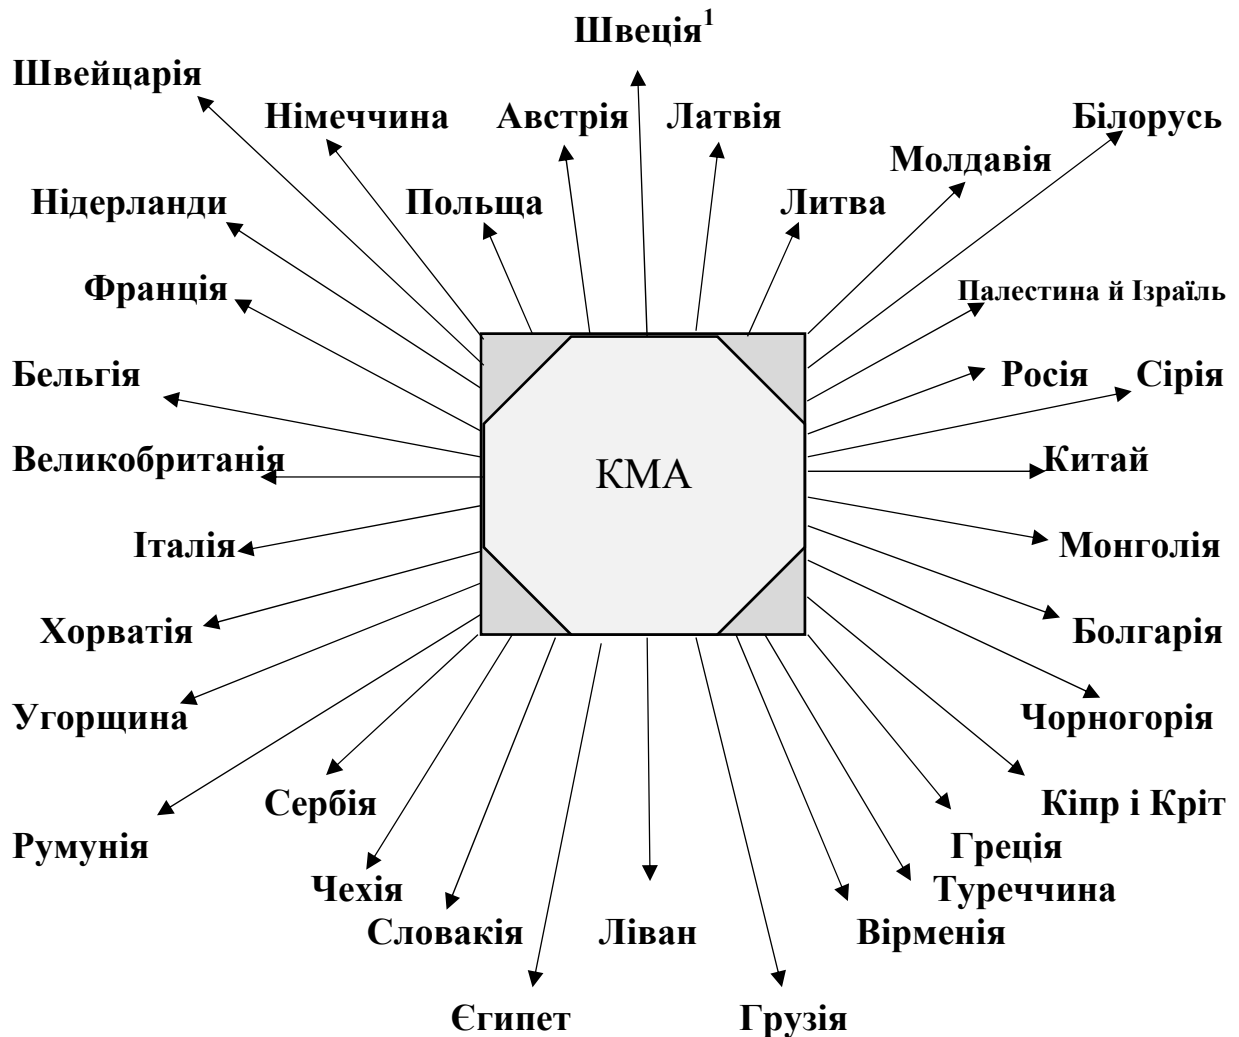 Швеція¹
Швейцарія
Німеччина Австрія Латвія Білорусь
Молдавія
Нідерланди Польща Литва
Франція Палестина й Ізраїль
Бельгія Росія Сірія
Великобританія КМА Китай
Італія Монголія
Хорватія Болгарія
Угорщина Чорногорія
Сербія Кіпр і Кріт
Румунія Греція
Чехія Туреччина
Словакія Ліван Вірменія
Єгипет Грузія